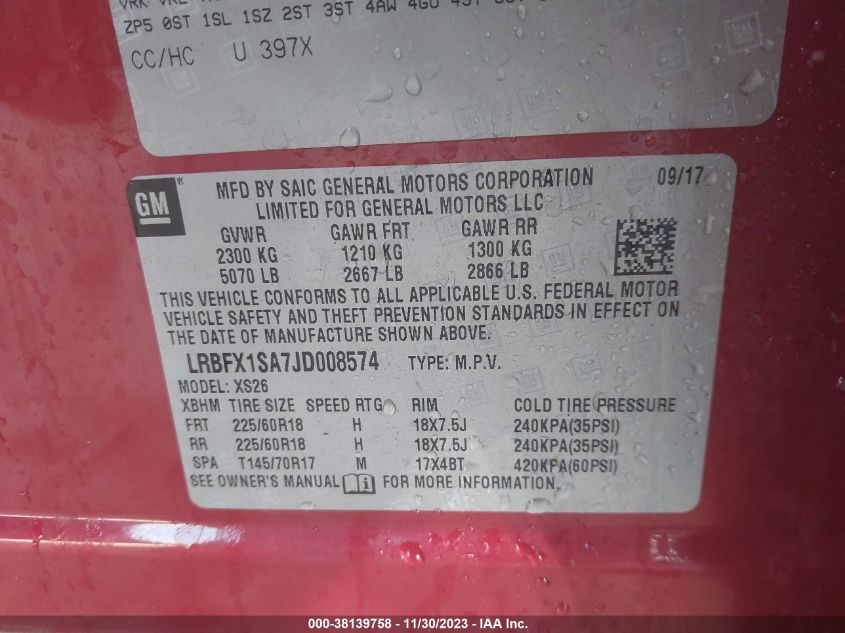 ZP5 0ST 1SL 1SZ 2ST 3ST 4AW
CC/HC U 397X
GM ®
MFD BY SAIC GENERAL MOTORS CORPORATION 09/17
LIMITED FOR GENERAL MOTORS LLC
GVWR GAWR FRT GAWR RR
2300 KG 1210 KG 1300 KG
5070 LB 2667 LB 2866 LB
THIS VEHICLE CONFORMS TO ALL APPLICABLE U.S. FEDERAL MOTOR
VEHICLE SAFETY AND THEFT PREVENTION STANDARDS IN EFFECT ON
THE DATE OF MANUFACTURE SHOWN ABOVE.
LRBFX1SA7JD008574 TYPE: M.P.V.
MODEL: XS26
XBHM TIRE SIZE SPEED RTG RIM COLD TIRE PRESSURE
FRT 225/60R18 H 18X7.5J 240KPA(35PSI)
RR 225/60R18 H 18X7.5J 240KPA(35PSI)
SPA T145/70R17 M 17X4BT 420KPA(60PSI)
SEE OWNER'S MANUAL FOR MORE INFORMATION.
000-38139758 - 11/30/2023 - IAA Inc.